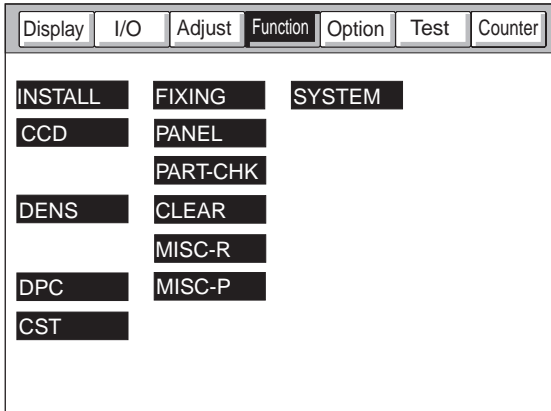 Display I/O Adjust Function Option Test Counter
INSTALL FIXING SYSTEM
CCD PANEL
PART-CHK
DENS CLEAR
MISC-R
DPC MISC-P
CST